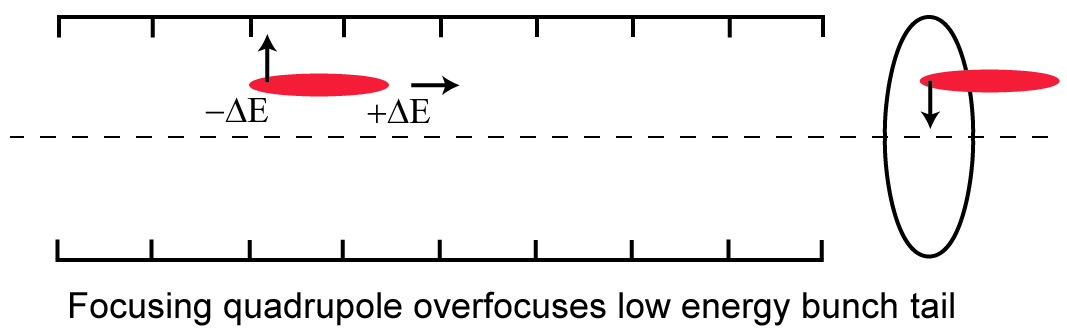 −ΔE +ΔE
Focusing quadrupole overfocuses low energy bunch tail